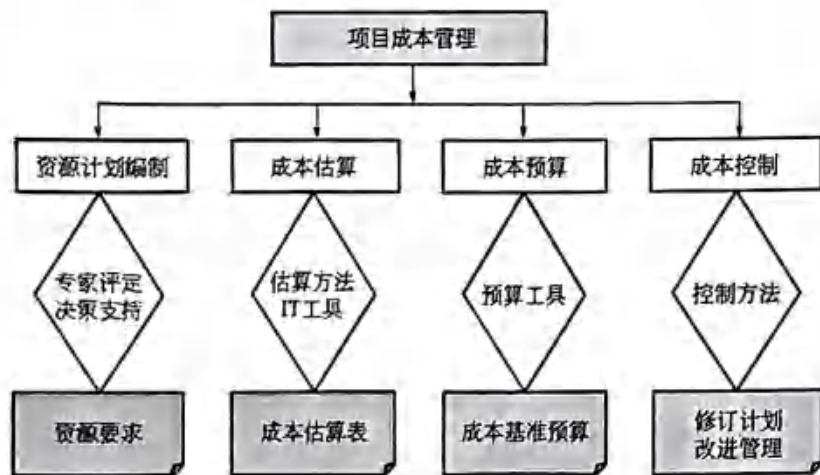 项目成本管理
资源计划编制
成本估算
成本预算
成本控制
专家评定
决策支持
估算方法
IT工具
预算工具
控制方法
资源要求
成本估算表
成本基准预算
修订计划
改进管理